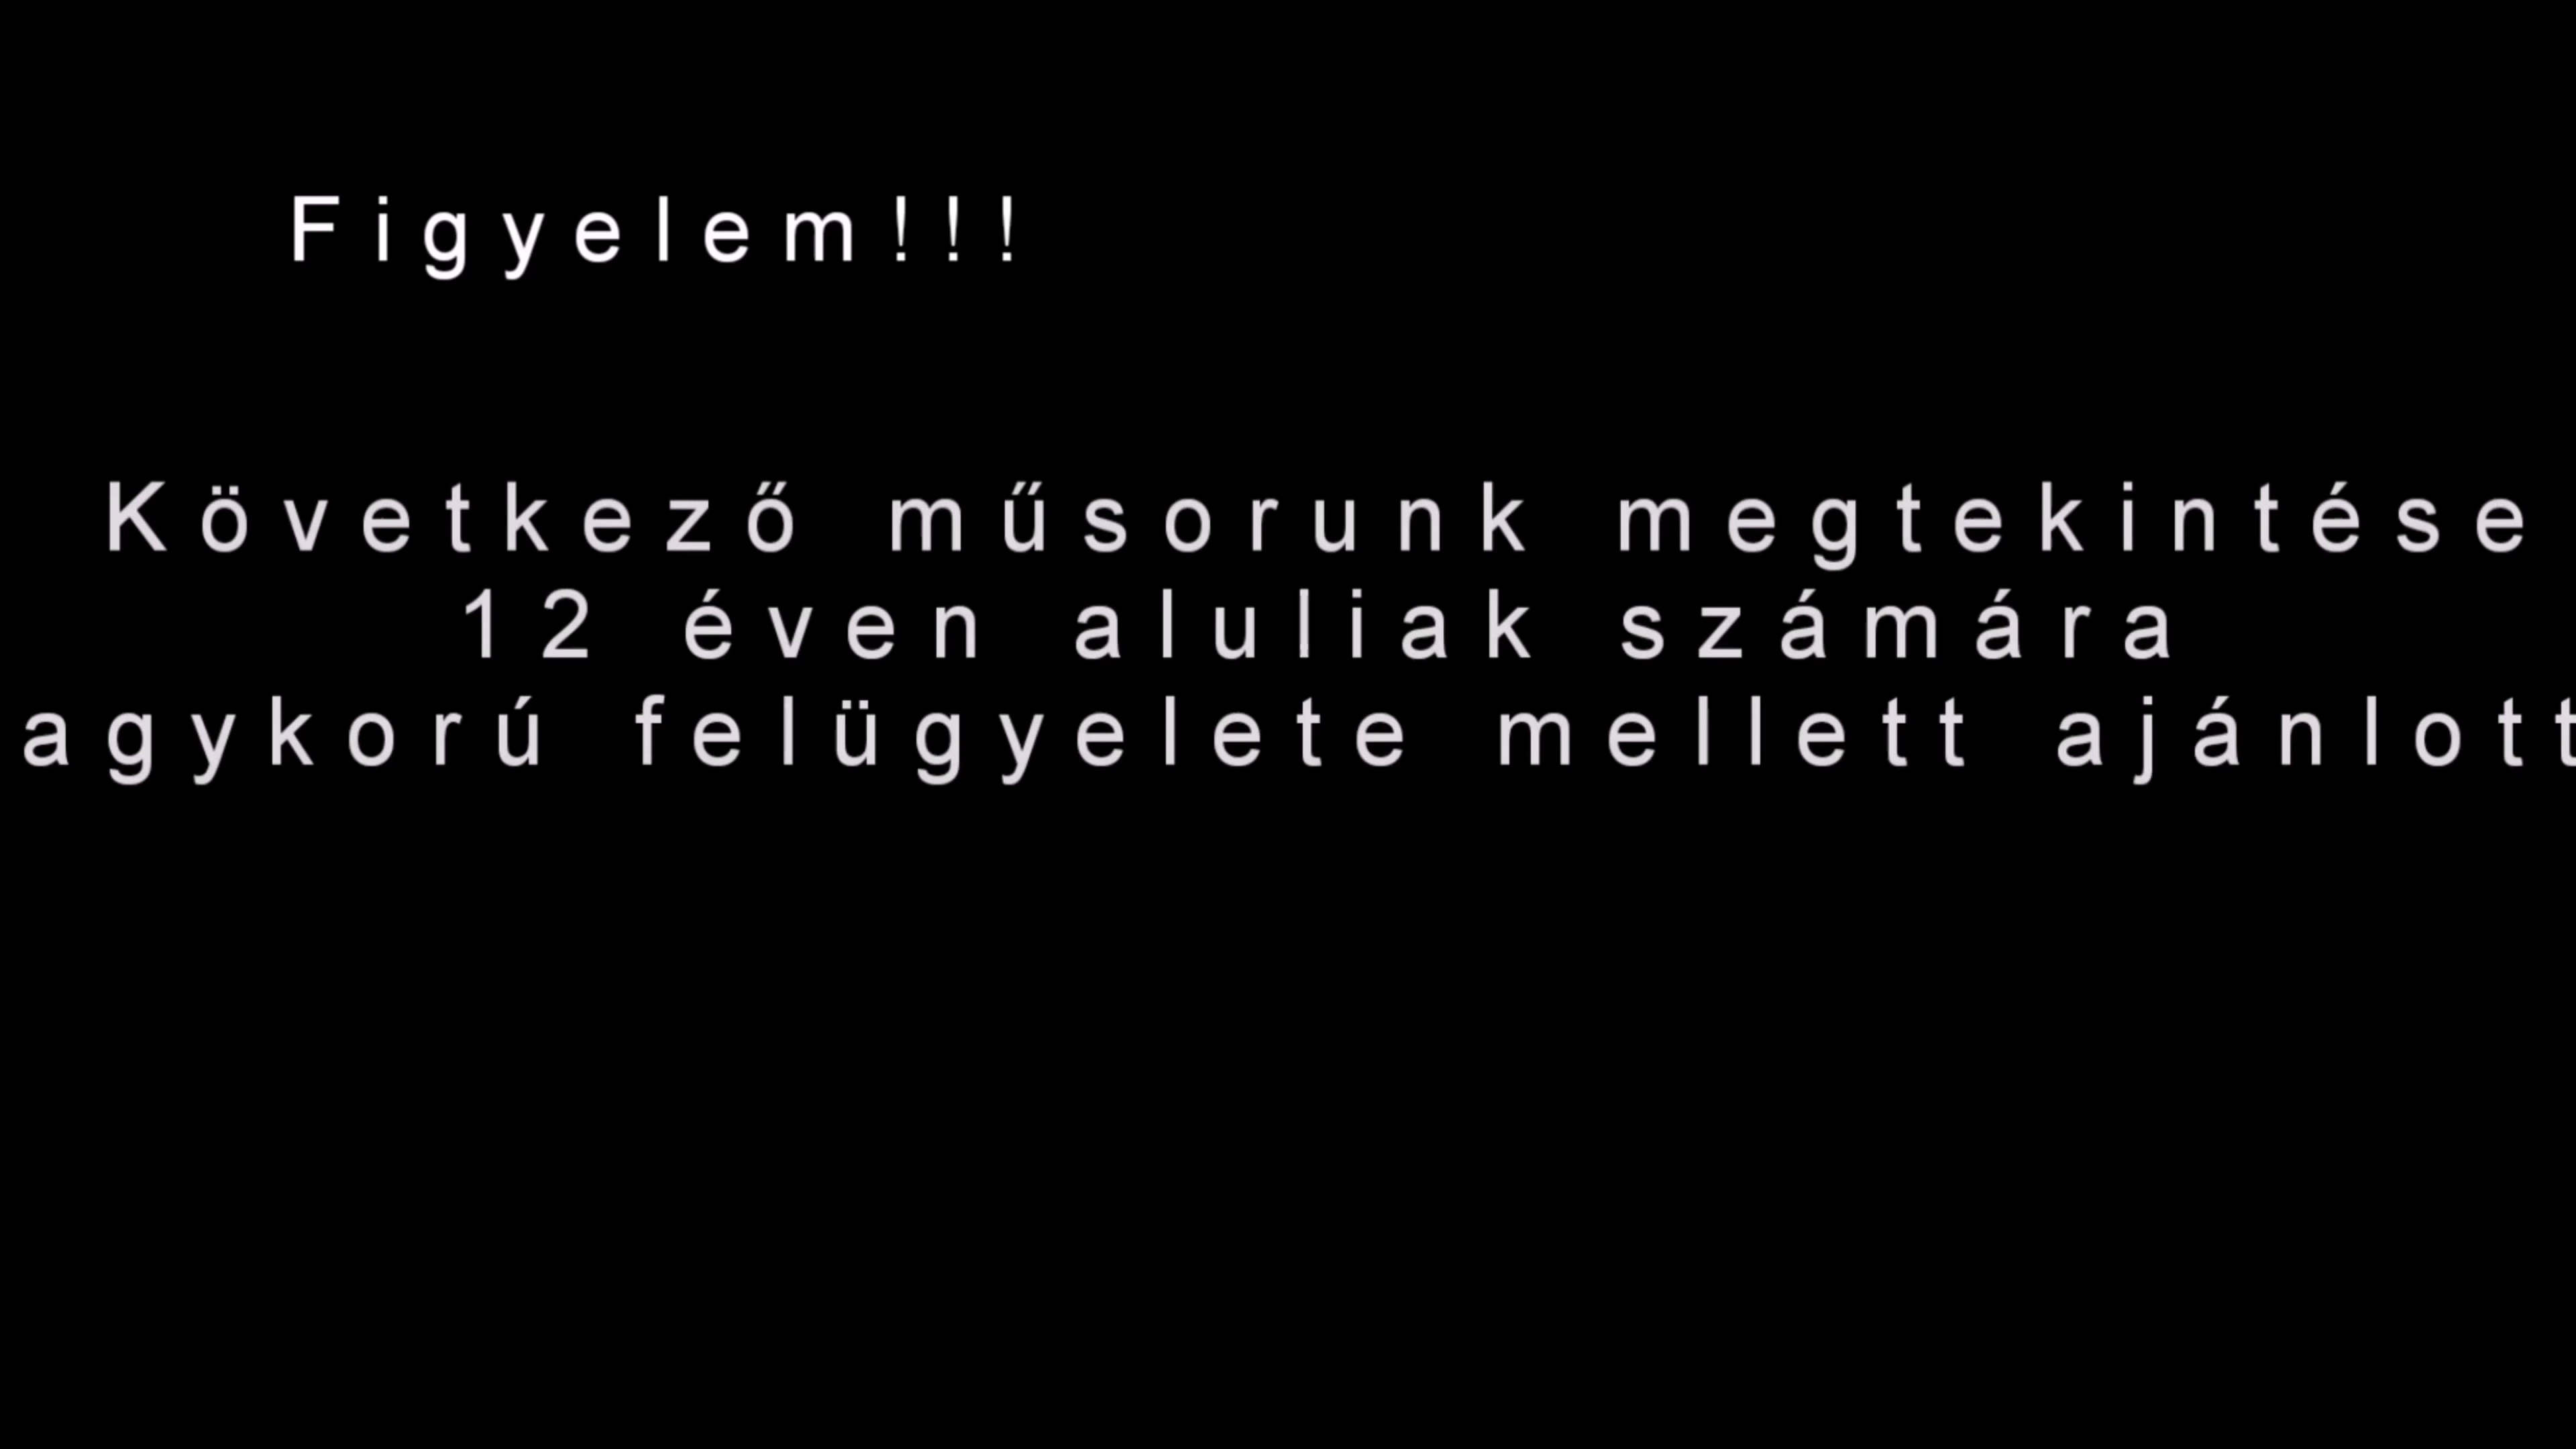 Figyelem!!!
Következő műsorunk megtekintése
12 éven aluliak számára
agykorú felügyelete mellett ajánlott